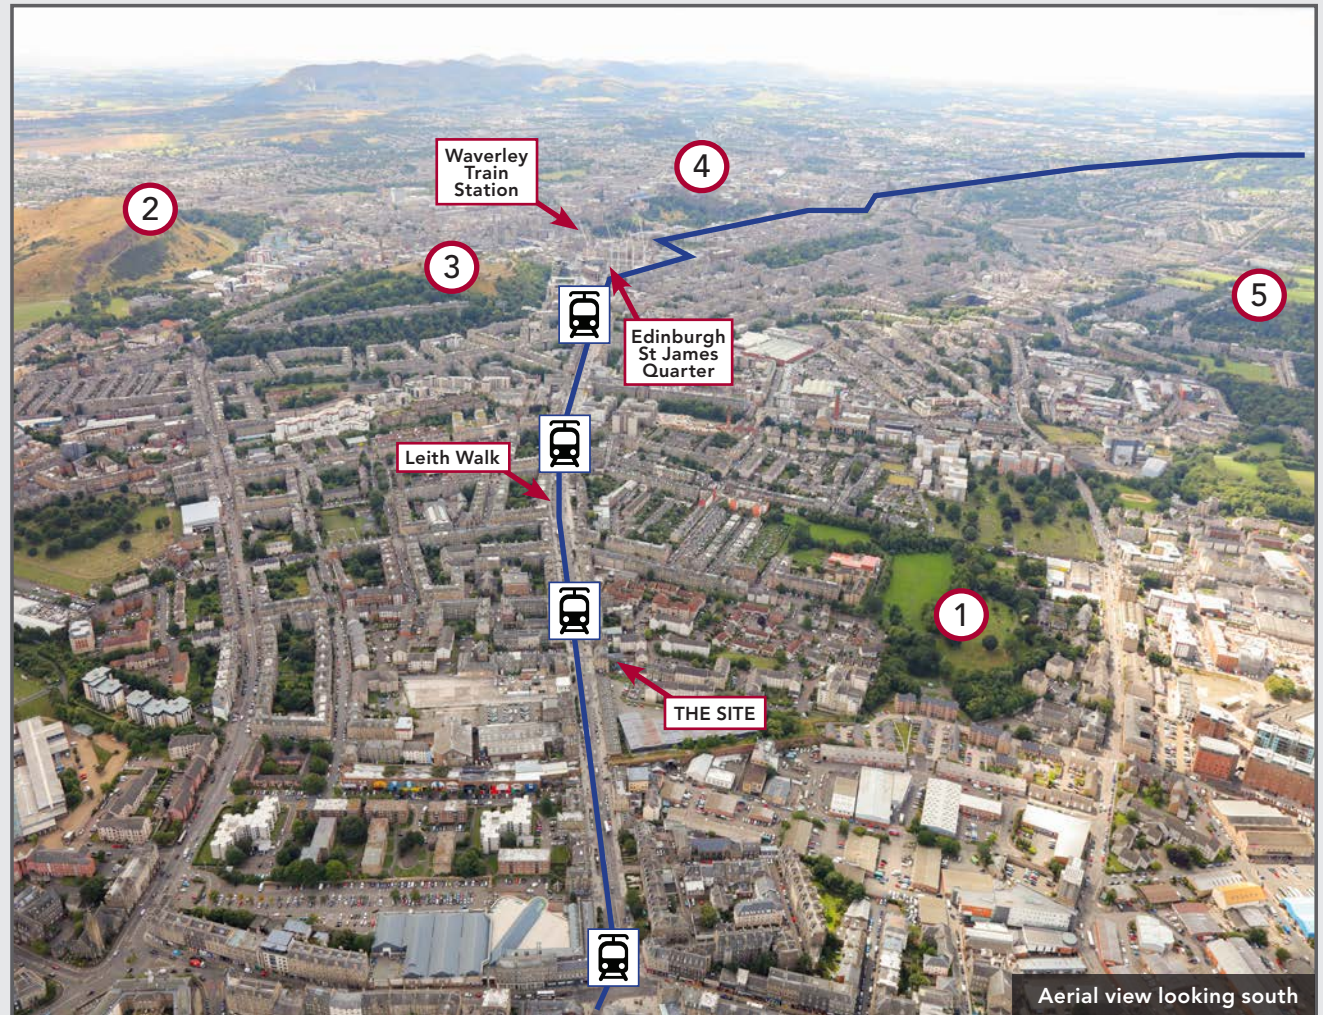 Waverley
Train
Station
4
2
3
5
Edinburgh
St James
Quarter
Leith Walk
1
THE SITE
Aerial view looking south